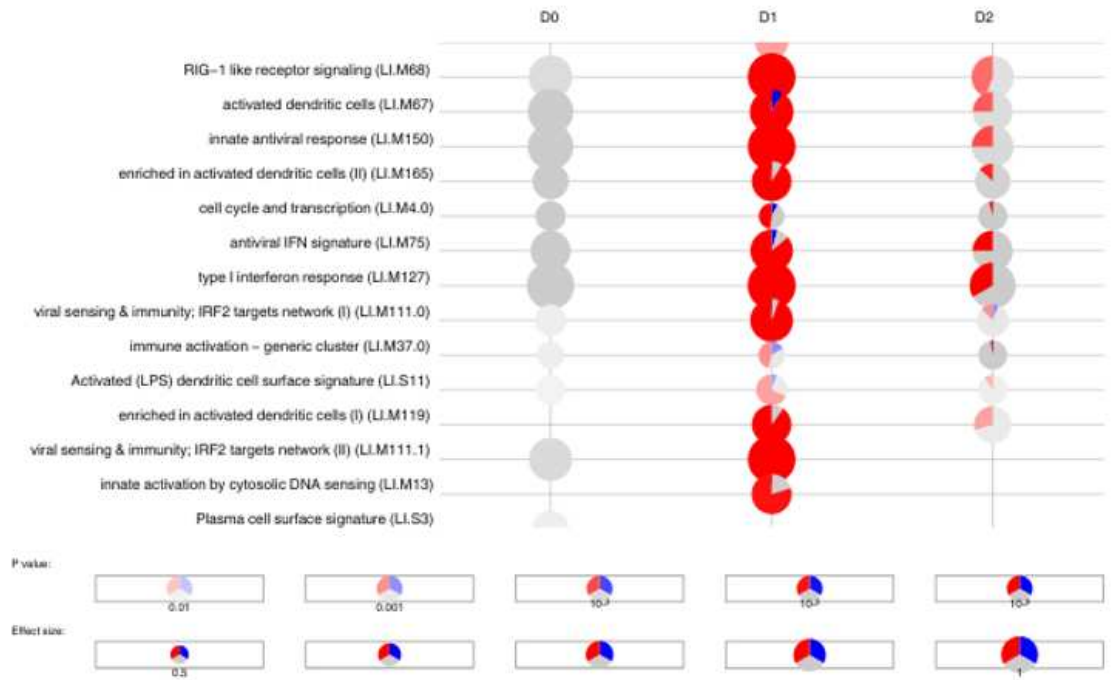 D0 D1 D2
RIG−1 like receptor signaling (LI.M68)
activated dendritic cells (LI.M67)
innate antiviral response (LI.M150)
enriched in activated dendritic cells (II) (LI.M165)
cell cycle and transcription (LI.M4.0)
antiviral IFN signature (LI.M75)
type I interferon response (LI.M127)
viral sensing & immunity; IRF2 targets network (I) (LI.M111.0)
immune activation − generic cluster (LI.M37.0)
Activated (LPS) dendritic cell surface signature (LI.S11)
enriched in activated dendritic cells (I) (LI.M119)
viral sensing & immunity; IRF2 targets network (II) (LI.M111.1)
innate activation by cytosolic DNA sensing (LI.M13)
Plasma cell surface signature (LI.S3)
P value:
0.01 0.001
Effect size:
0.5 1